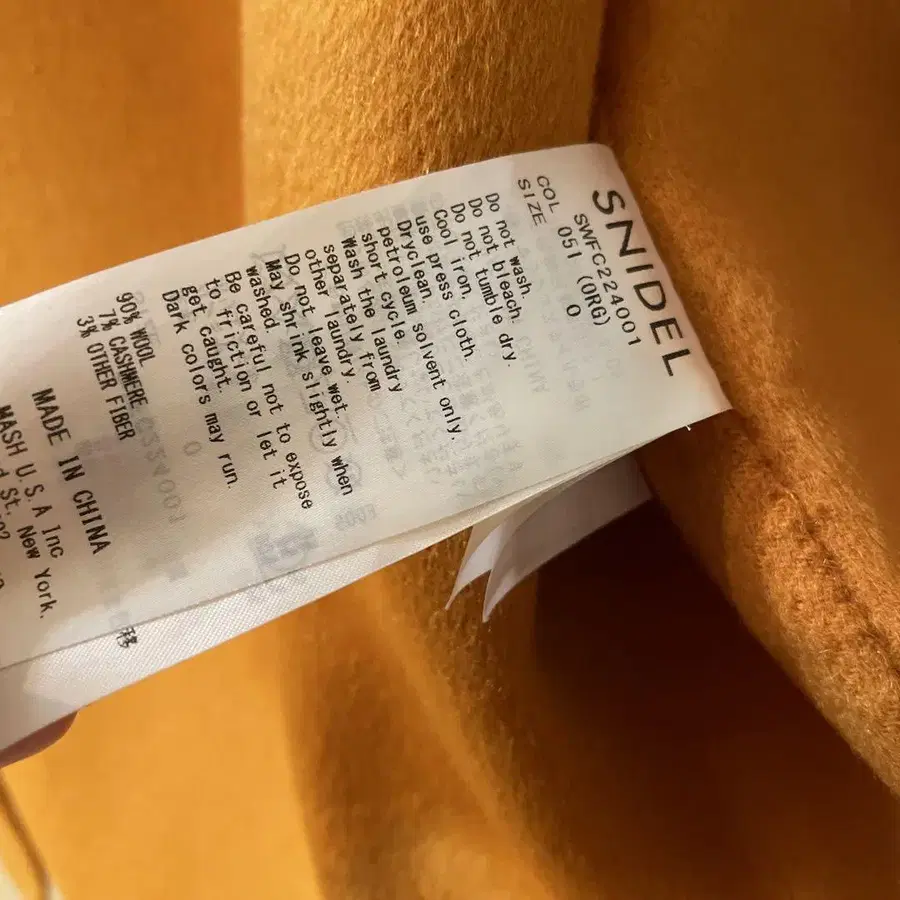 SNIDEL
SWFC224001
COL 051 (ORG)
SIZE 0
Do not wash.
Do not bleach.
Do not tumble dry.
Cool iron,
use press cloth.
Dryclean,
petroleum solvent only.
short cycle.
Wash the laundry
separately from
other laundry.
Do not leave wet.
May shrink slightly when
washed.
Be careful not to expose
to friction or let it
get caught.
Dark colors may run.
90% WOOL
7% CASHMERE
3% OTHER FIBER
MADE IN CHINA
MASH U.S.A Inc
St. New York.